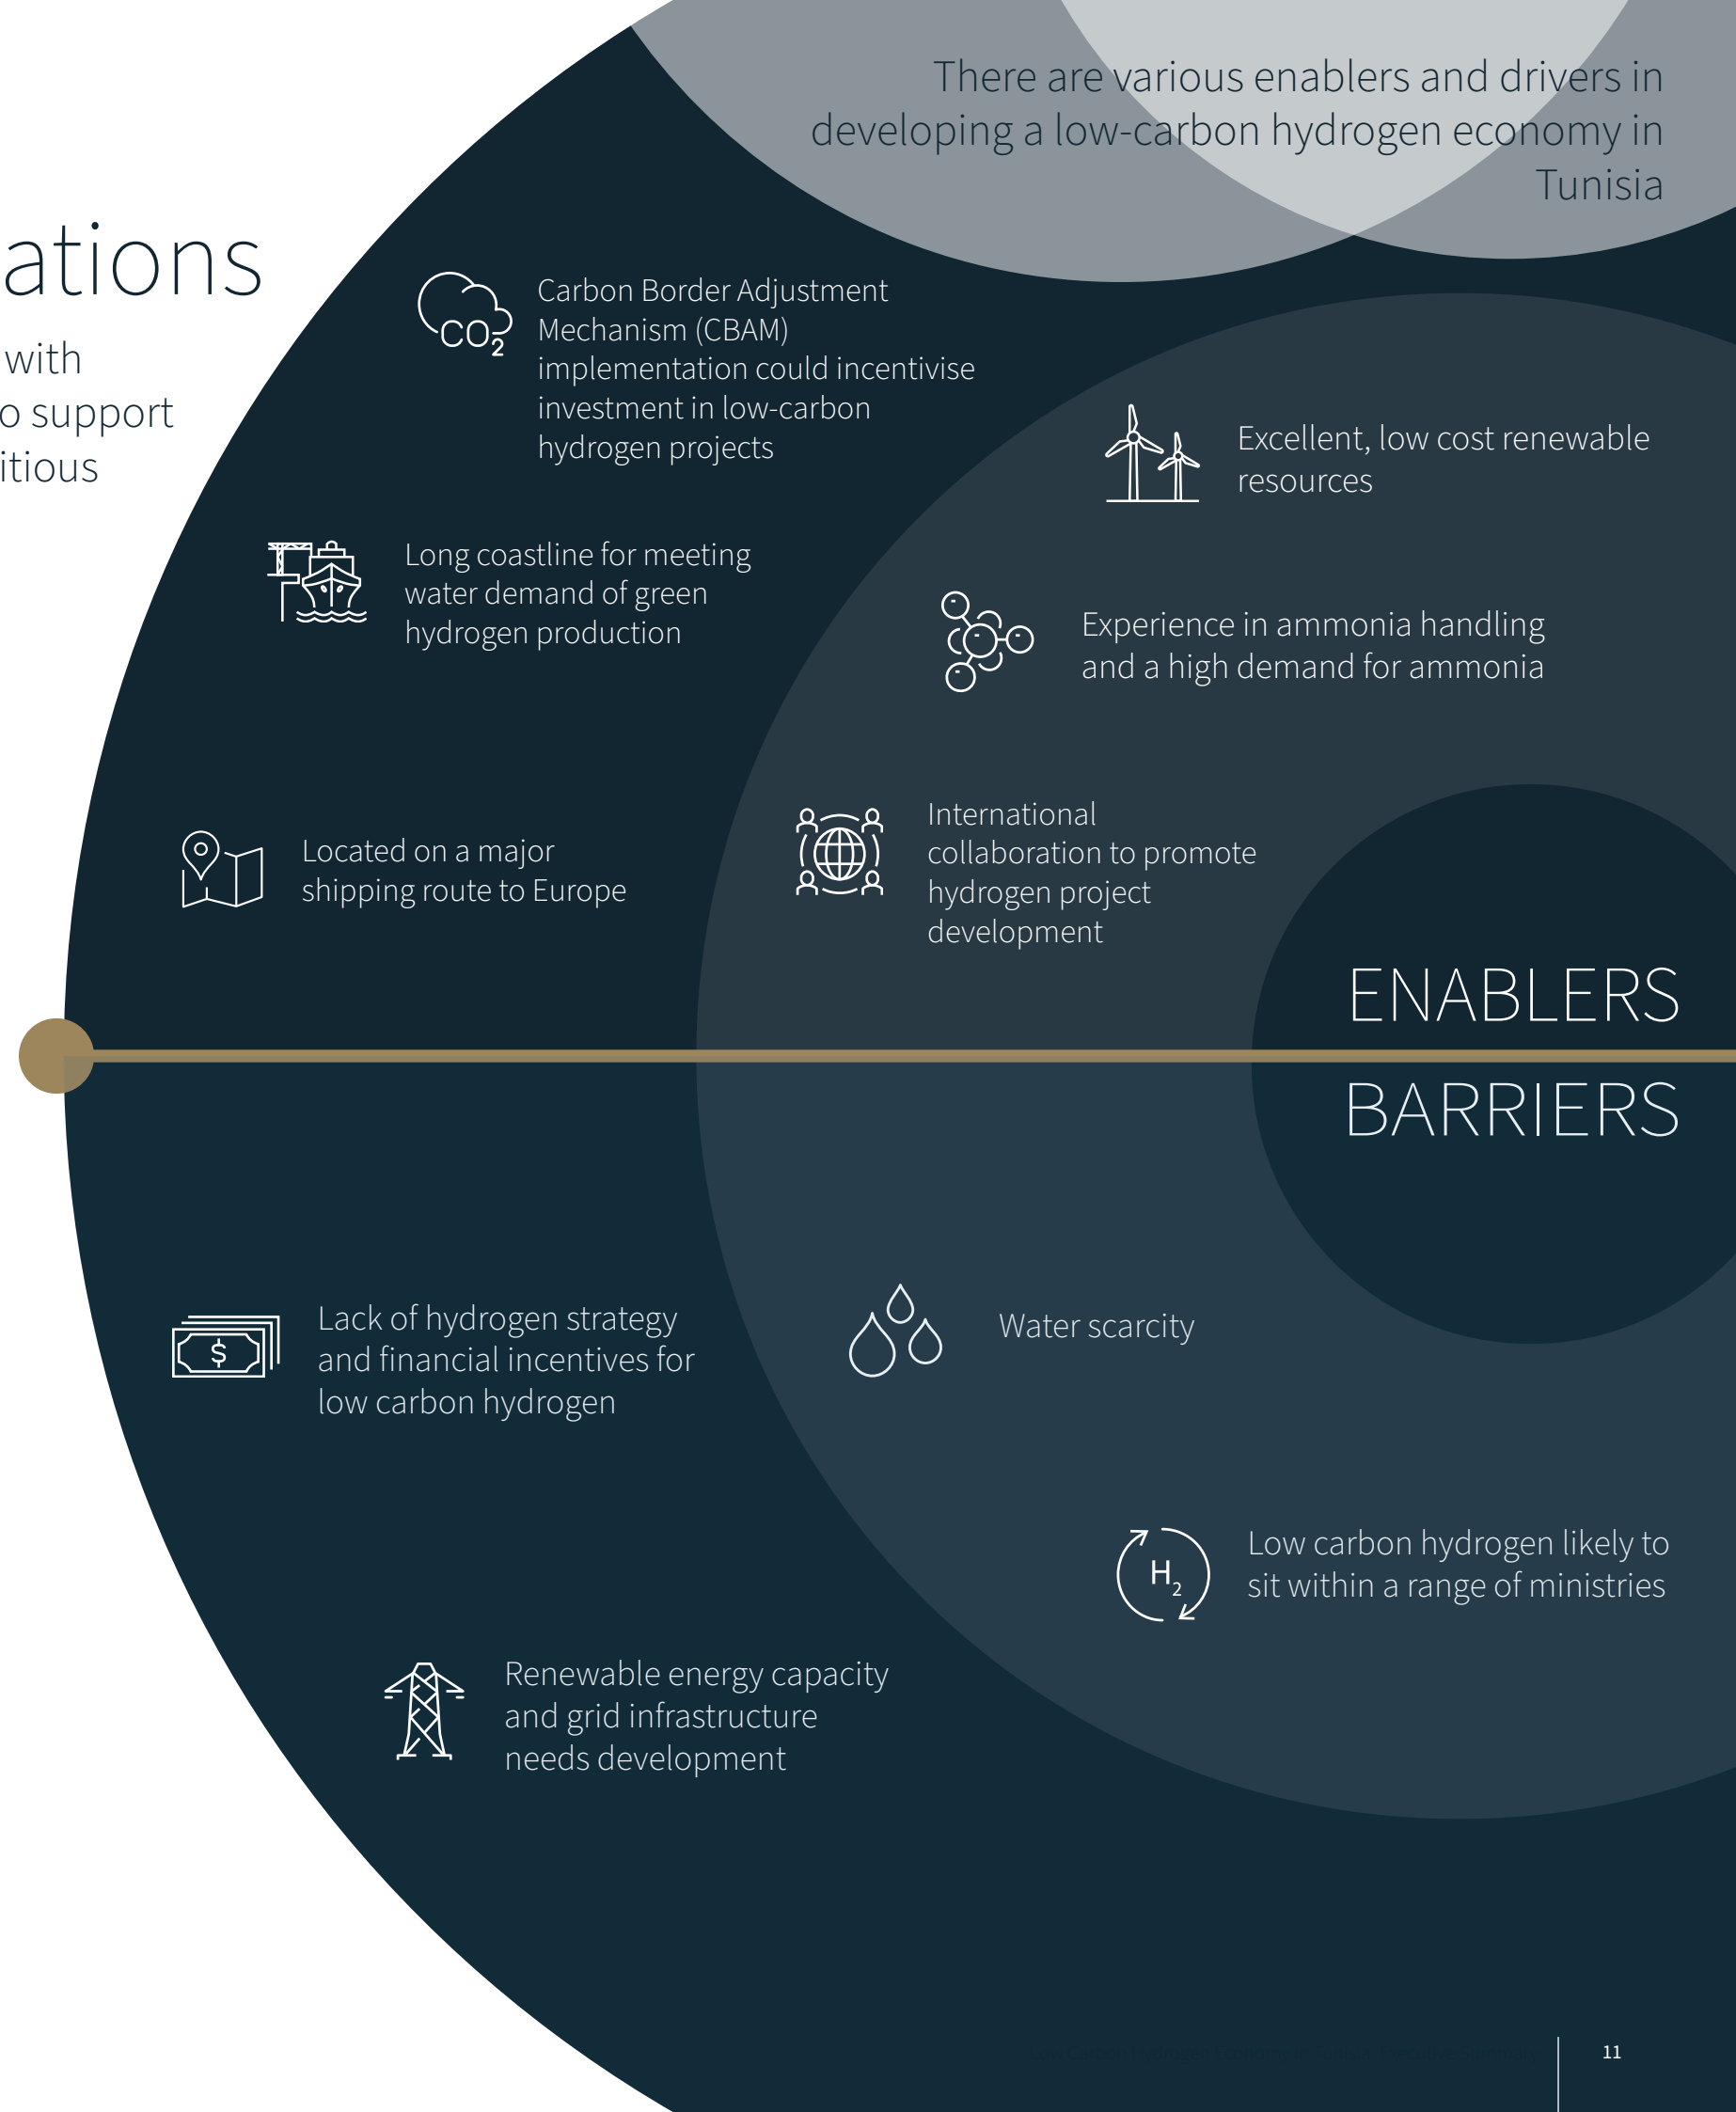 There are various enablers and drivers in
developing a low-carbon hydrogen economy in
Tunisia
ations
with
o support
itious
Carbon Border Adjustment
Mechanism (CBAM)
implementation could incentivise
investment in low-carbon
hydrogen projects
CO2
Excellent, low cost renewable
resources
Long coastline for meeting
water demand of green
hydrogen production
Experience in ammonia handling
and a high demand for ammonia
Located on a major
shipping route to Europe
International
collaboration to promote
hydrogen project
development
ENABLERS
BARRIERS
$
Lack of hydrogen strategy
and financial incentives for
low carbon hydrogen
Water scarcity
H2
Low carbon hydrogen likely to
sit within a range of ministries
Renewable energy capacity
and grid infrastructure
needs development
11